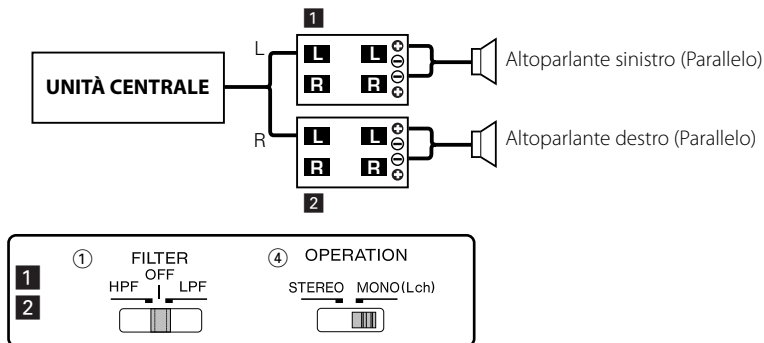 1
L
L L
UNITÀ CENTRALE
R R
Altoparlante sinistro (Parallelo)
R
L L
R R
Altoparlante destro (Parallelo)
2
1
2
① FILTER
OFF
HPF LPF
④ OPERATION
STEREO MONO(Lch)